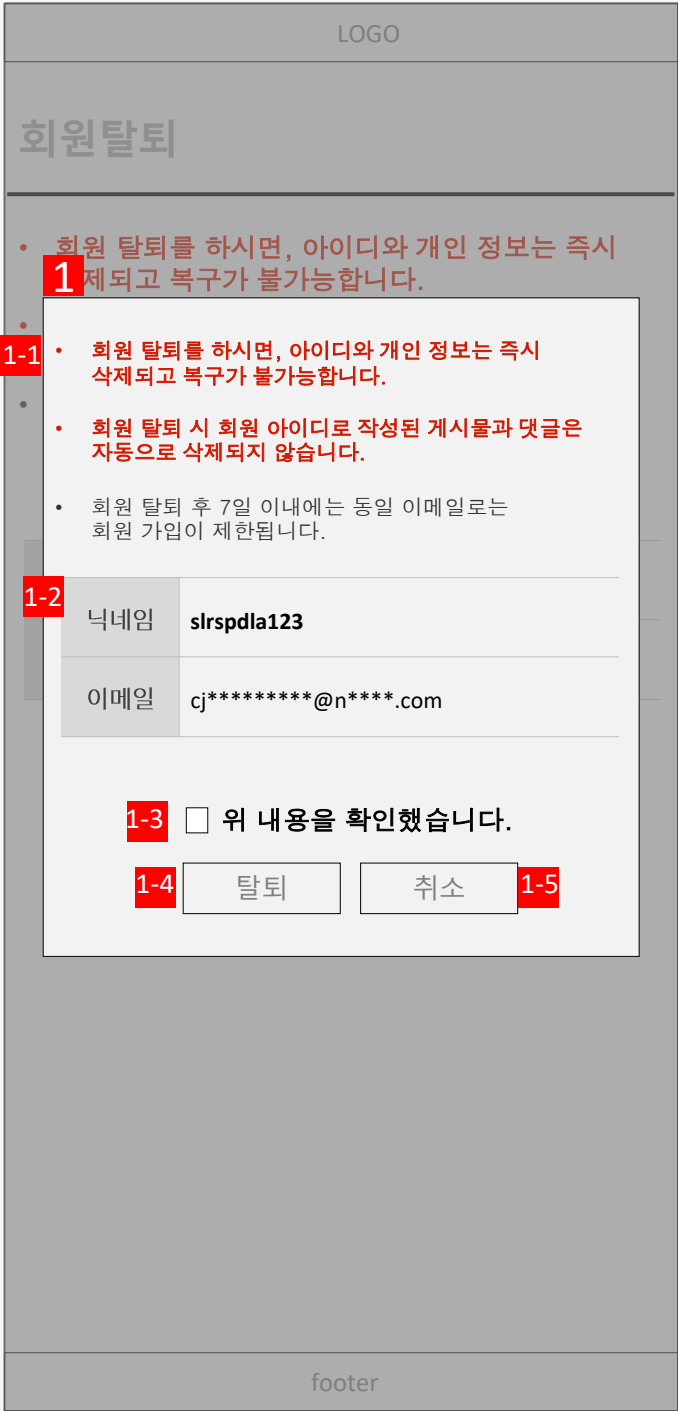 LOGO
회원탈퇴
• 회원 탈퇴를 하시면, 아이디와 개인 정보는 즉시
제되고 복구가 불가능합니다.
1
1-1
• 회원 탈퇴를 하시면, 아이디와 개인 정보는 즉시
삭제되고 복구가 불가능합니다.
• 회원 탈퇴 시 회원 아이디로 작성된 게시물과 댓글은
자동으로 삭제되지 않습니다.
• 회원 탈퇴 후 7일 이내에는 동일 이메일로는
회원 가입이 제한됩니다.
1-2
닉네임 slrspdla123
이메일 cj*********@n****.com
1-3 위 내용을 확인했습니다.
1-4 탈퇴 취소 1-5
footer